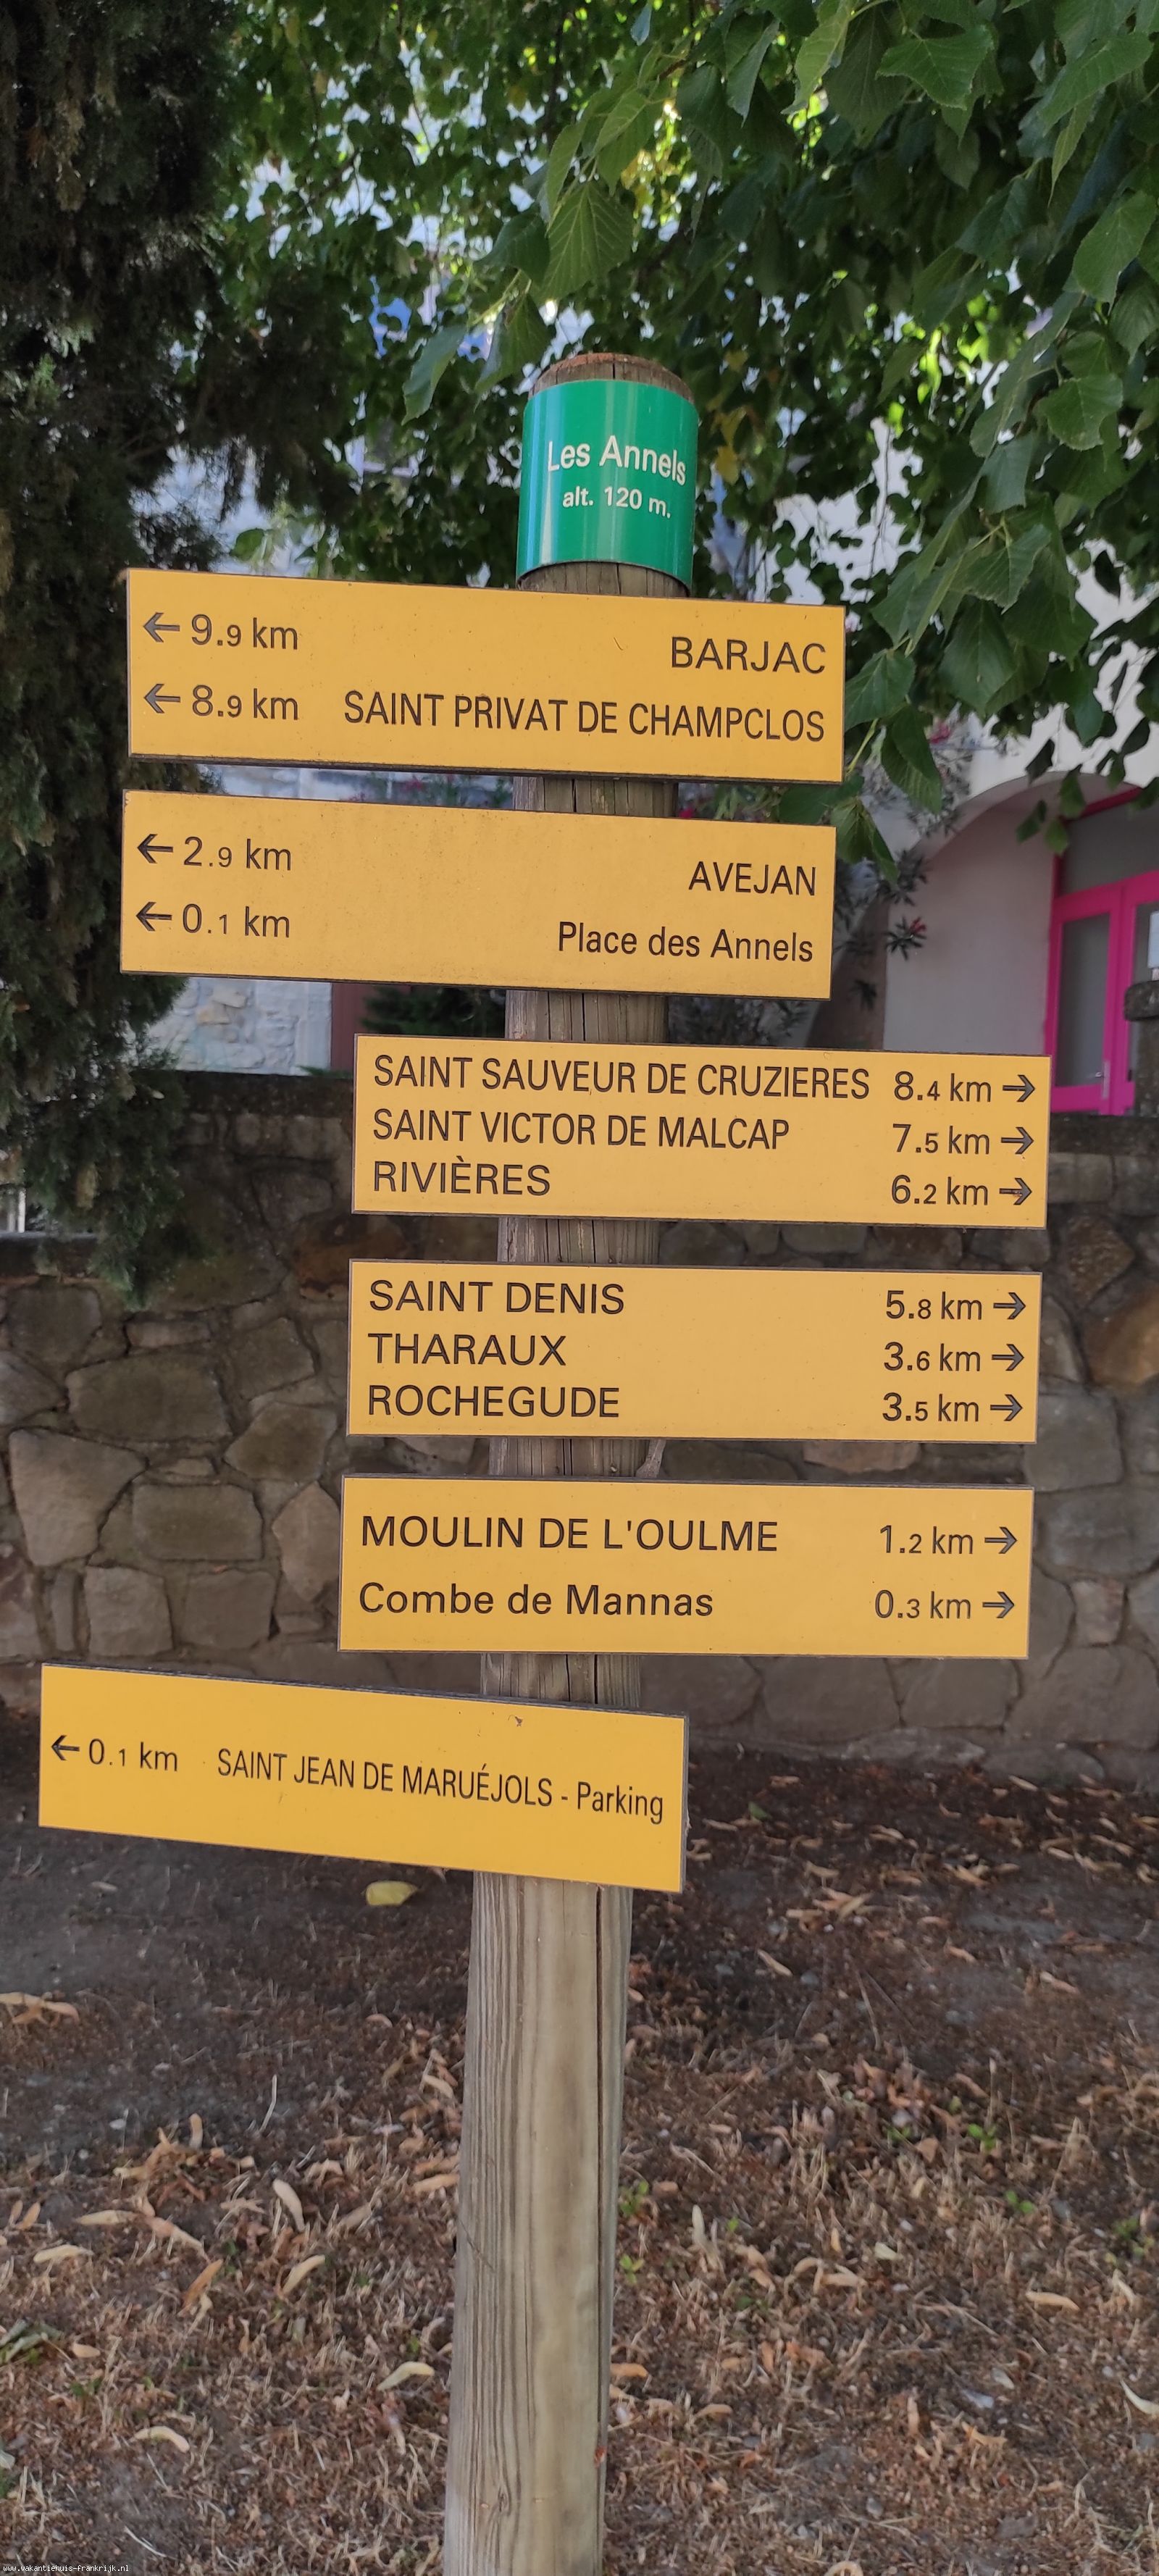 Les Annels
alt. 120 m.
← 9.9 km BARJAC
← 8.9 km SAINT PRIVAT DE CHAMPCLOS
← 2.9 km AVEJAN
← 0.1 km Place des Annels
SAINT SAUVEUR DE CRUZIERES 8.4 km →
SAINT VICTOR DE MALCAP 7.5 km →
RIVIÈRES 6.2 km →
SAINT DENIS 5.8 km →
THARAUX 3.6 km →
ROCHEGUDE 3.5 km →
MOULIN DE L'OULME 1.2 km →
Combe de Mannas 0.3 km →
← 0.1 km SAINT JEAN DE MARUÉJOLS - Parking
www.vakantiehuis-frankrijk.nl